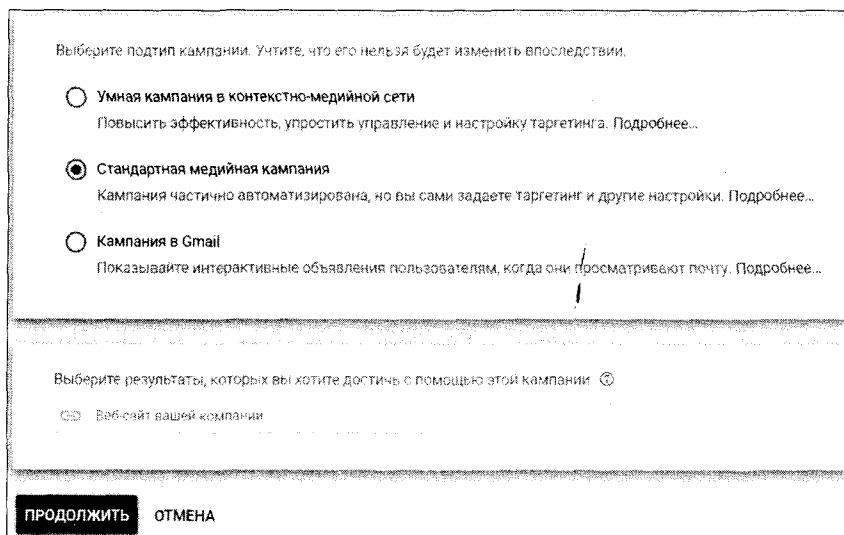 Выберите подтип кампании. Учтите, что его нельзя будет изменить впоследствии.
Умная кампания в контекстно-медийной сети
Повысить эффективность, упростить управление и настройку таргетинга. Подробнее...
Стандартная медийная кампания
Кампания частично автоматизирована, но вы сами задаете таргетинг и другие настройки. Подробнее...
Кампания в Gmail
Показывайте интерактивные объявления пользователям, когда они просматривают почту. Подробнее...
Выберите результаты, которых вы хотите достичь с помощью этой кампании ?
Веб-сайт вашей компании
ПРОДОЛЖИТЬ ОТМЕНА